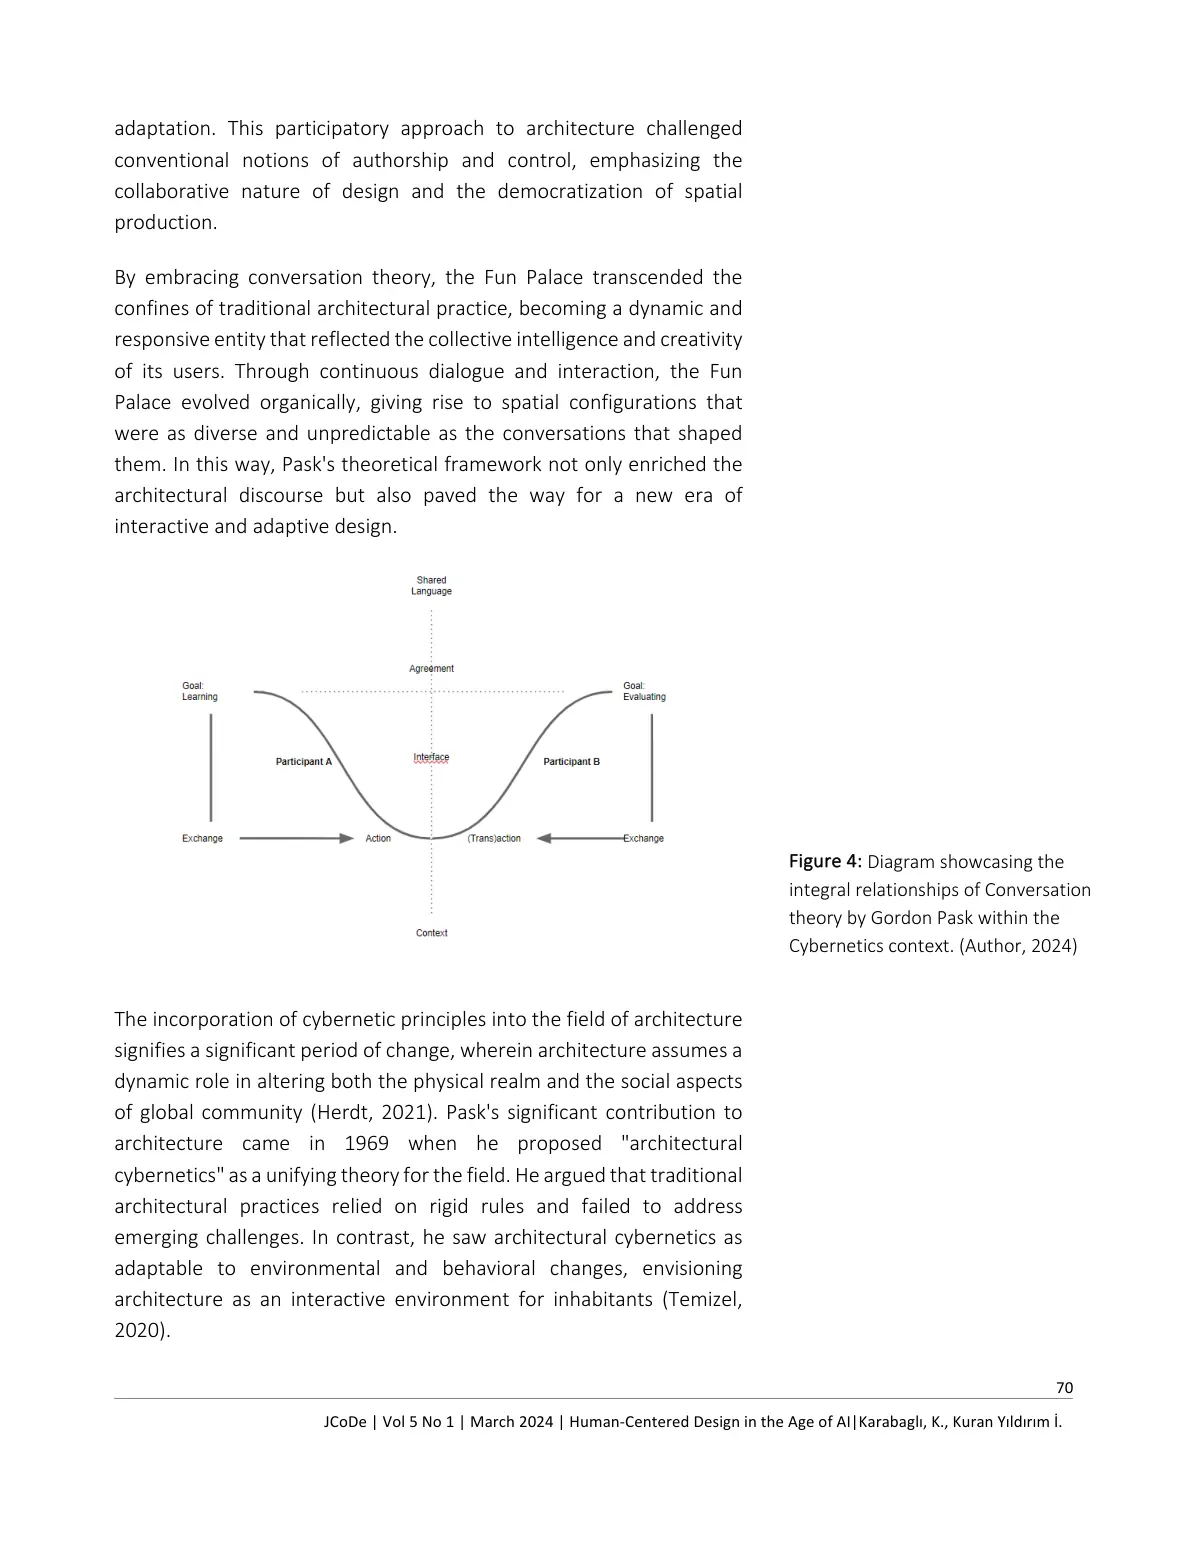 adaptation. This participatory approach to architecture challenged
conventional notions of authorship and control, emphasizing the
collaborative nature of design and the democratization of spatial
production.
By embracing conversation theory, the Fun Palace transcended the
confines of traditional architectural practice, becoming a dynamic and
responsive entity that reflected the collective intelligence and creativity
of its users. Through continuous dialogue and interaction, the Fun
Palace evolved organically, giving rise to spatial configurations that
were as diverse and unpredictable as the conversations that shaped
them. In this way, Pask's theoretical framework not only enriched the
architectural discourse but also paved the way for a new era of
interactive and adaptive design.
Shared
Language
Agreement
Goal:
Learning
Goal:
Evaluating
Participant A
Interface
Participant B
Exchange
Action
(Trans)action
Exchange
Context
Figure 4: Diagram showcasing the
integral relationships of Conversation
theory by Gordon Pask within the
Cybernetics context. (Author, 2024)
The incorporation of cybernetic principles into the field of architecture
signifies a significant period of change, wherein architecture assumes a
dynamic role in altering both the physical realm and the social aspects
of global community (Herdt, 2021). Pask's significant contribution to
architecture came in 1969 when he proposed "architectural
cybernetics" as a unifying theory for the field. He argued that traditional
architectural practices relied on rigid rules and failed to address
emerging challenges. In contrast, he saw architectural cybernetics as
adaptable to environmental and behavioral changes, envisioning
architecture as an interactive environment for inhabitants (Temizel,
2020).
70
JCoDe | Vol 5 No 1 | March 2024 | Human-Centered Design in the Age of AI|Karabaglı, K., Kuran Yıldırım İ.